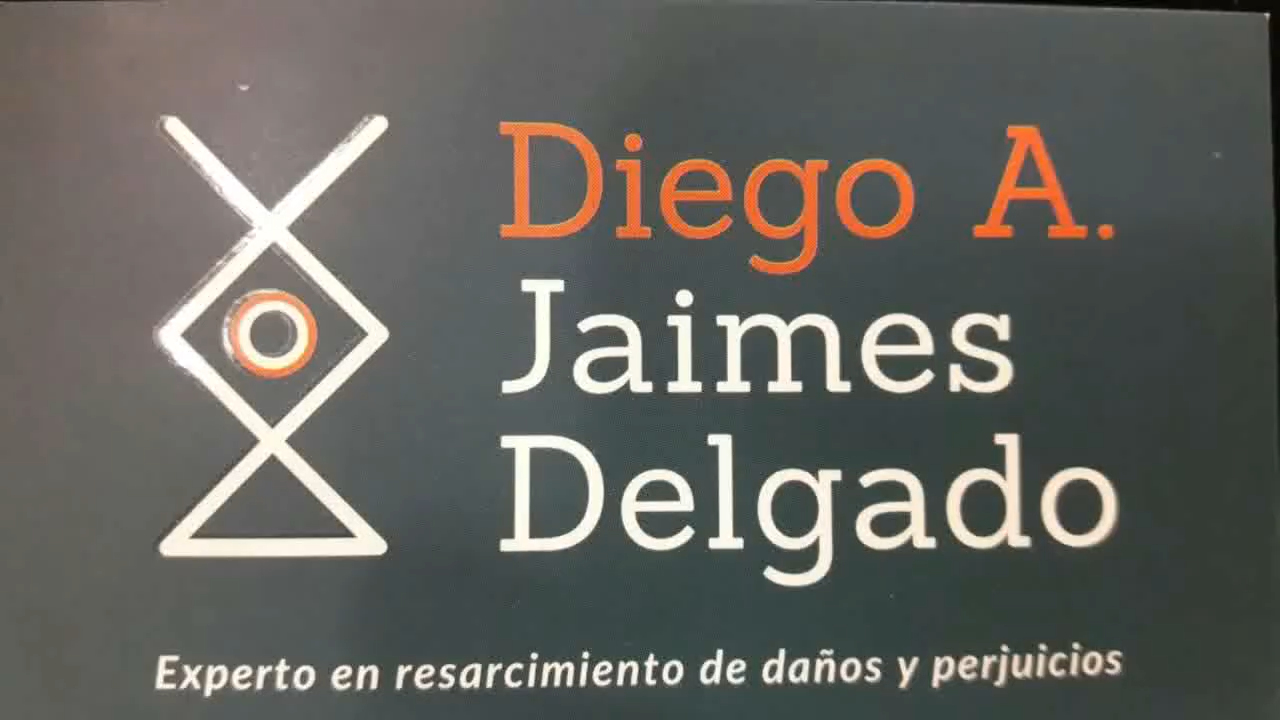 Diego A.
Jaimes
Delgado
Experto en resarcimiento de daños y perjuicios